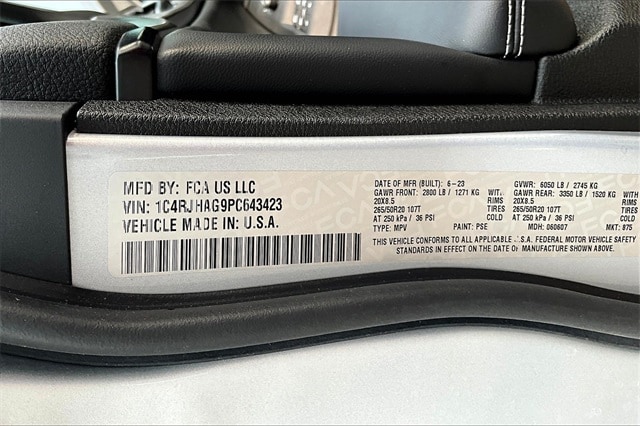 MFD BY: FCA US LLC
VIN: 1C4RJHAG9PC643423
VEHICLE MADE IN U.S.A.
DATE OF MFR (BUILT): 6-23 GVWR: 6050 LB / 2745 KG
GAWR FRONT: 2800 LB / 1271 KG WITH GAWR REAR: 3350 LB / 1520 KG WITH
20X8.5 RIMS 20X8.5 RIMS
265/50R20 107T TIRES 265/50R20 107T TIRES
AT 250 kPa / 36 PSI COLD AT 250 kPa / 36 PSI COLD
TYPE: MPV PAINT: PSE MDH: 060607 MKT: 875
THIS VEHICLE CONFORMS TO ALL APPLICABLE U.S.A. FEDERAL MOTOR VEHICLE SAFETY
STANDARDS IN EFFECT ON THE DATE OF MANUFACTURE SHOWN ABOVE.